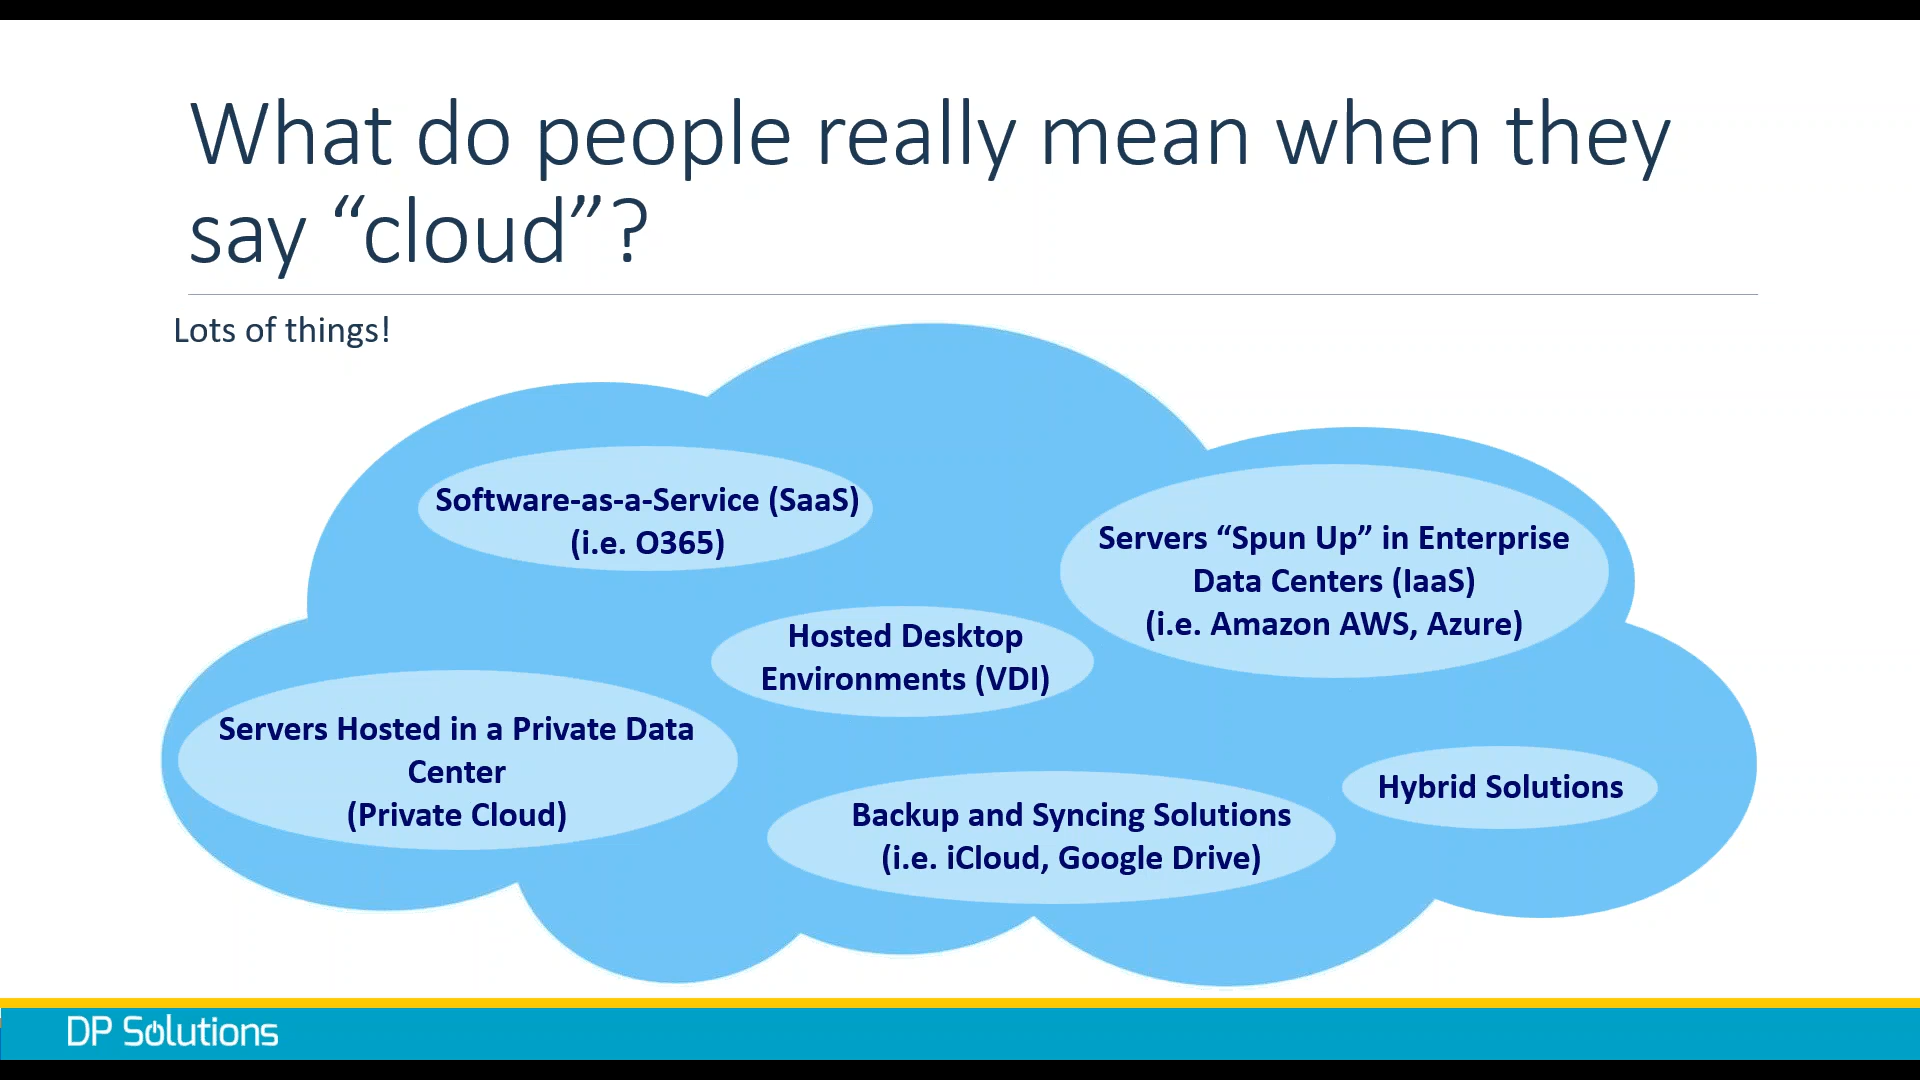 What do people really mean when they
say “cloud”?
Lots of things!
Software-as-a-Service (SaaS)
(i.e. O365)
Servers “Spun Up” in Enterprise
Data Centers (IaaS)
(i.e. Amazon AWS, Azure)
Hosted Desktop
Environments (VDI)
Servers Hosted in a Private Data
Center
(Private Cloud)
Backup and Syncing Solutions
(i.e. iCloud, Google Drive)
Hybrid Solutions
DP Solutions